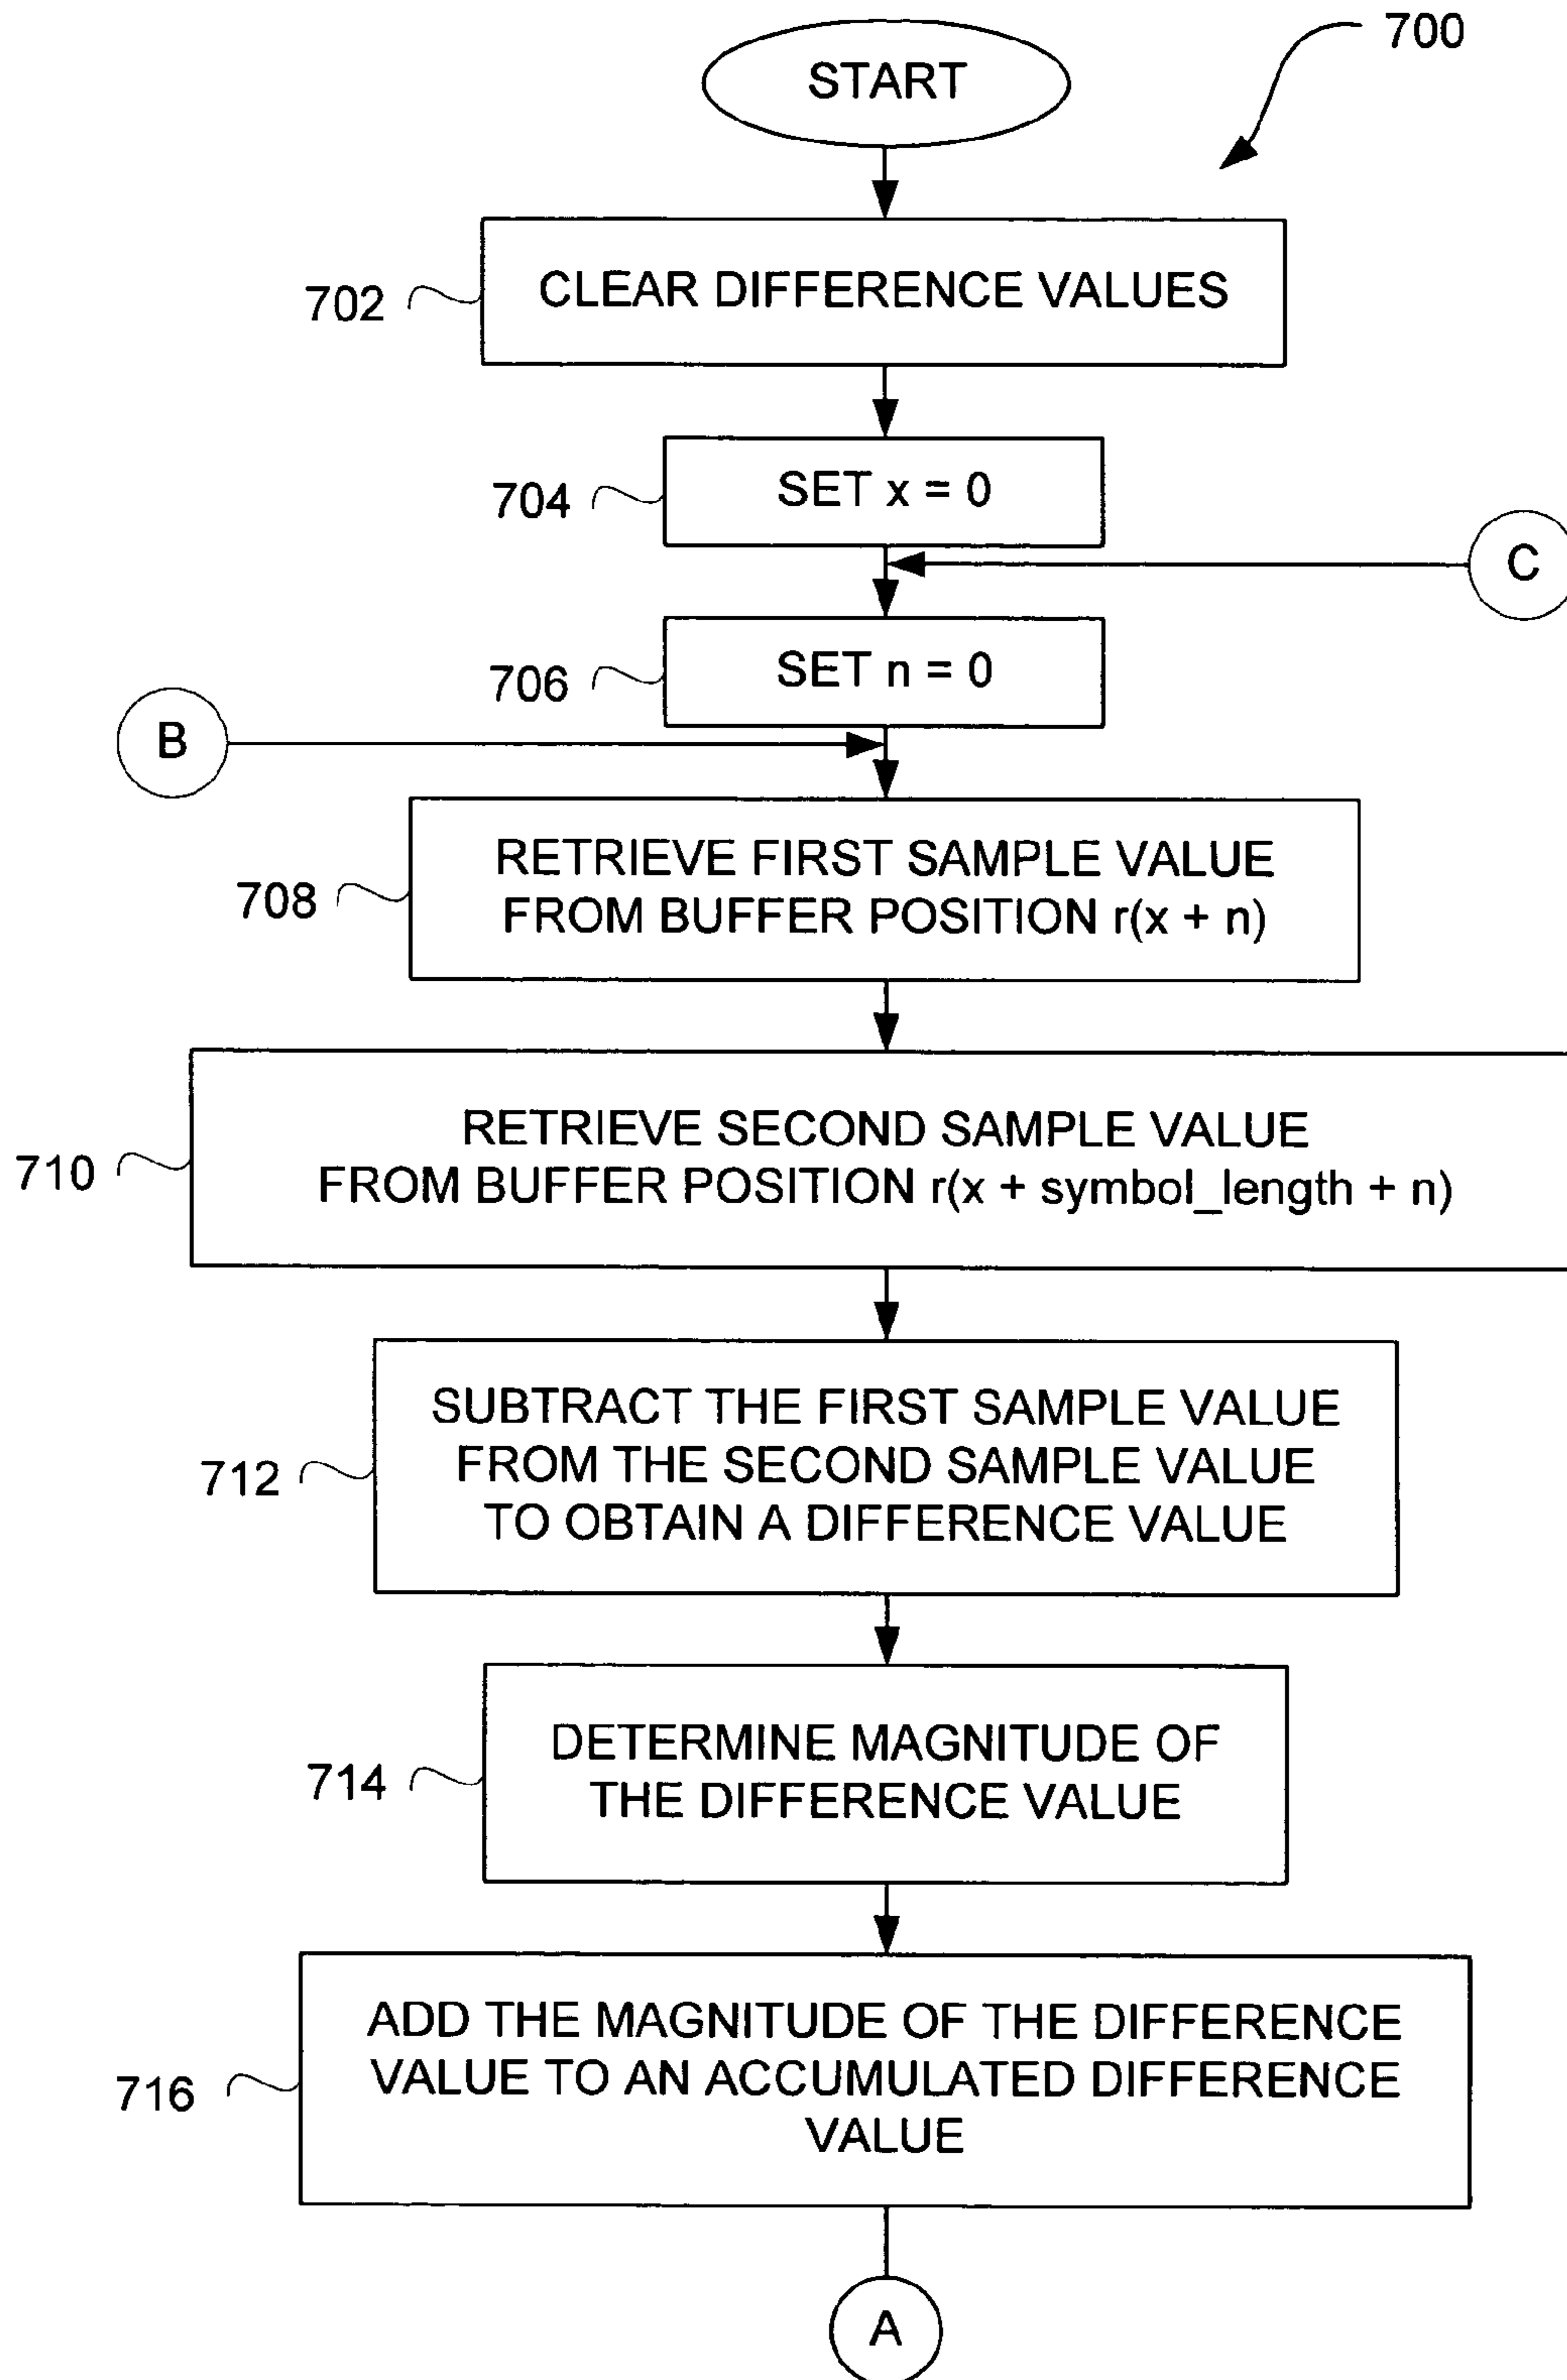 700
START
702
CLEAR DIFFERENCE VALUES
704
SET x = 0
C
706
SET n = 0
B
708
RETRIEVE FIRST SAMPLE VALUE
FROM BUFFER POSITION r(x + n)
710
RETRIEVE SECOND SAMPLE VALUE
FROM BUFFER POSITION r(x + symbol_length + n)
712
SUBTRACT THE FIRST SAMPLE VALUE
FROM THE SECOND SAMPLE VALUE
TO OBTAIN A DIFFERENCE VALUE
714
DETERMINE MAGNITUDE OF
THE DIFFERENCE VALUE
716
ADD THE MAGNITUDE OF THE DIFFERENCE
VALUE TO AN ACCUMULATED DIFFERENCE
VALUE
A